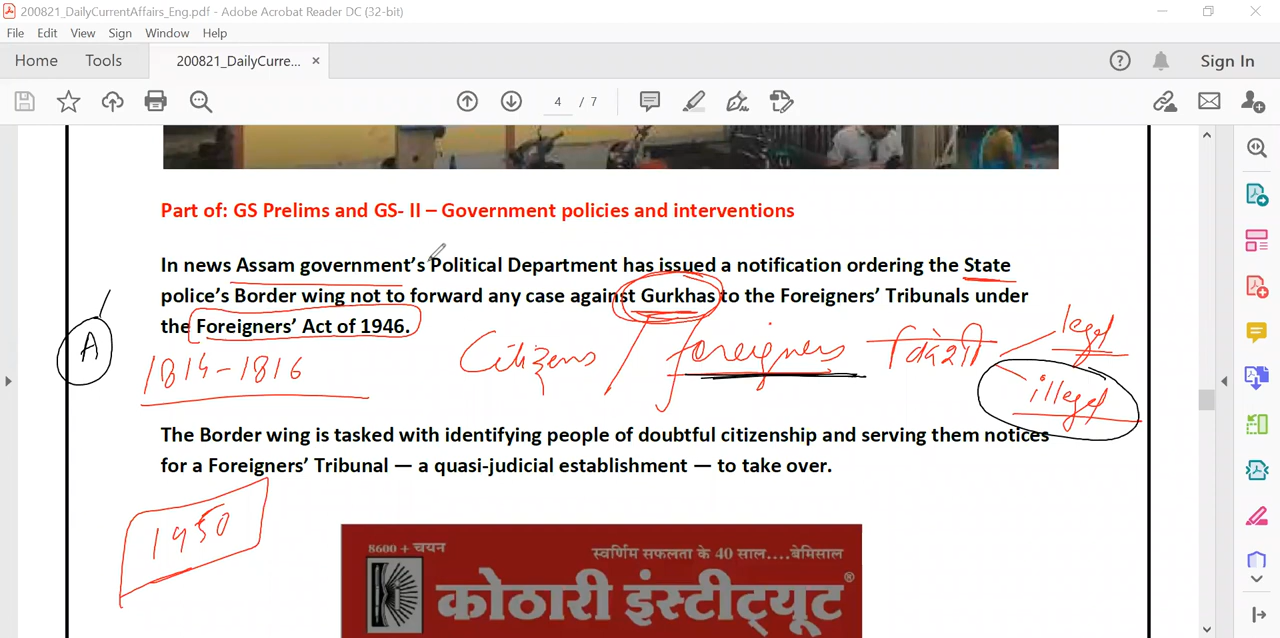 200821_DailyCurrentAffairs_Eng.pdf - Adobe Acrobat Reader DC (32-bit)
File Edit View Sign Window Help
Home Tools 200821_DailyCurre... × Sign In
4 / 7
Part of: GS Prelims and GS- II – Government policies and interventions
In news Assam government’s Political Department has issued a notification ordering the State
police’s Border wing not to forward any case against Gurkhas to the Foreigners’ Tribunals under
the Foreigners’ Act of 1946.
A
1814-1816
Citizens / foreigners विदेशी legal
illegal
The Border wing is tasked with identifying people of doubtful citizenship and serving them notices
for a Foreigners’ Tribunal — a quasi-judicial establishment — to take over.
1950
8600 + चयन स्वर्णिम सफलता के 40 साल....बेमिसाल
कोठारी इंस्टीट्यूट®